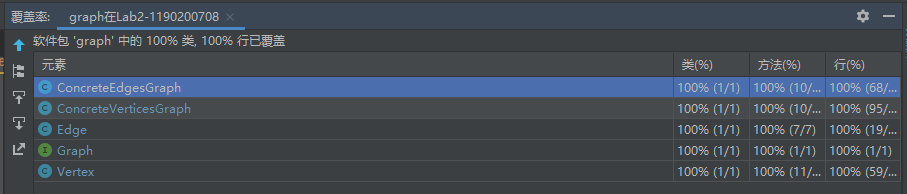 覆盖率: graph在Lab2-1190200708 ×
软件包 'graph' 中的 100% 类, 100% 行已覆盖
元素 类(%) 方法(%) 行(%)
ConcreteEdgesGraph 100% (1/1) 100% (10/... 100% (68/...
ConcreteVerticesGraph 100% (1/1) 100% (10/... 100% (95/...
Edge 100% (1/1) 100% (7/7) 100% (19/...
Graph 100% (1/1) 100% (1/1) 100% (1/1)
Vertex 100% (1/1) 100% (11/... 100% (59/...